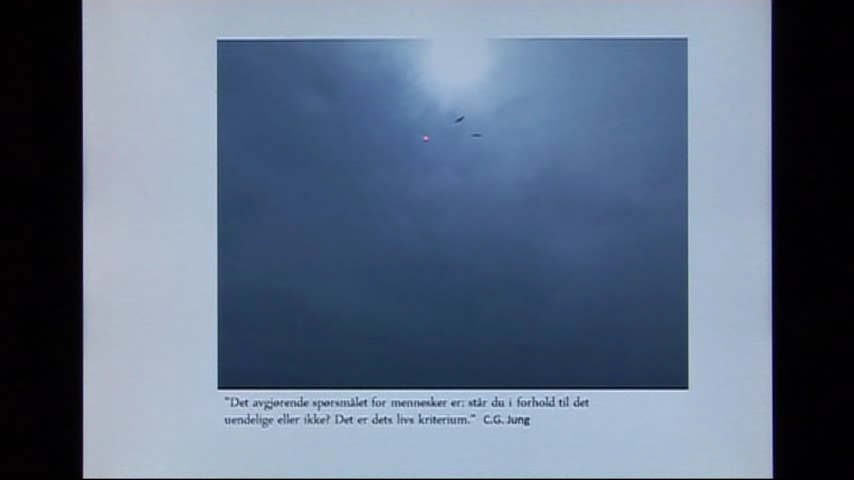 "Det avgjørende spørsmålet for mennesker er: står du i forhold til det
uendelige eller ikke? Det er dets livs kriterium." C.G. Jung